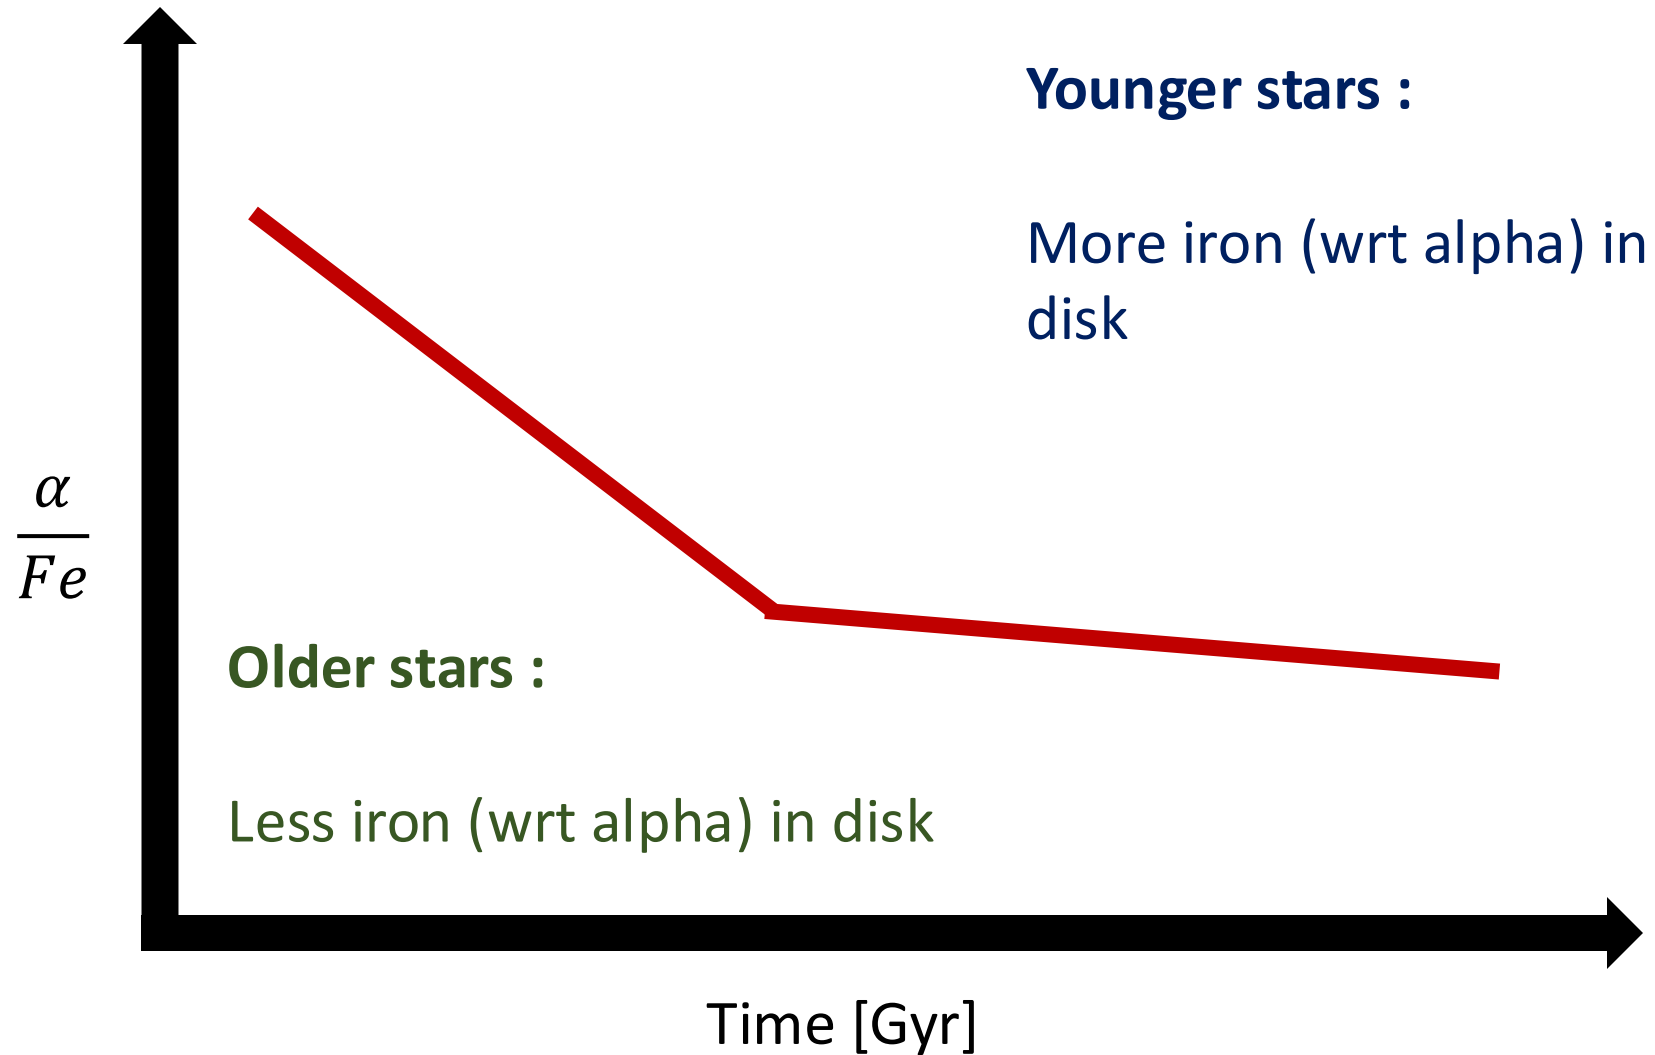 Younger stars :
More iron (wrt alpha) in
disk
α
Fe
Older stars :
Less iron (wrt alpha) in disk
Time [Gyr]